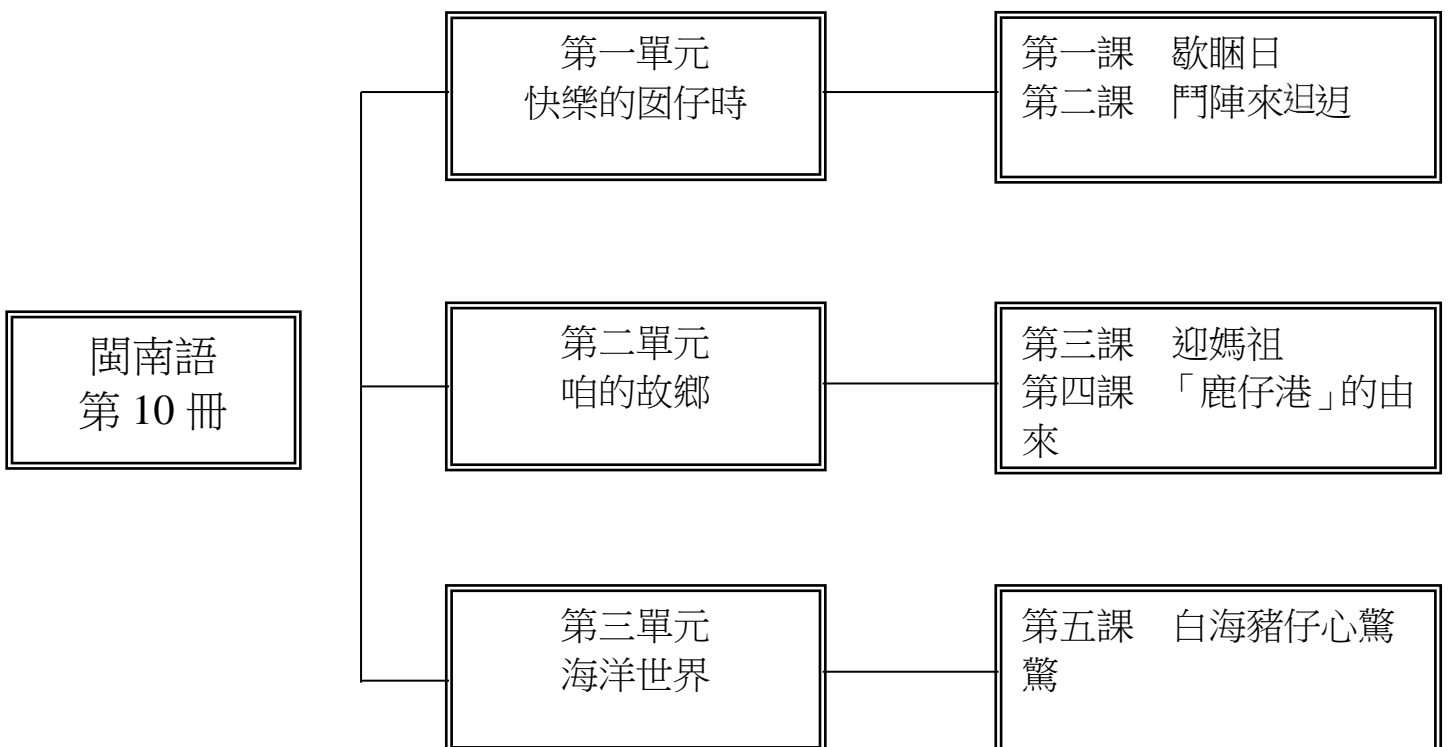 第一單元
快樂的囡仔時
第一課　歇睏日
第二課　鬥陣來𨑨迌
閩南語
第 10 冊
第二單元
咱的故鄉
第三課　迎媽祖
第四課　「鹿仔港」的由
來
第三單元
海洋世界
第五課　白海豬仔心驚
驚